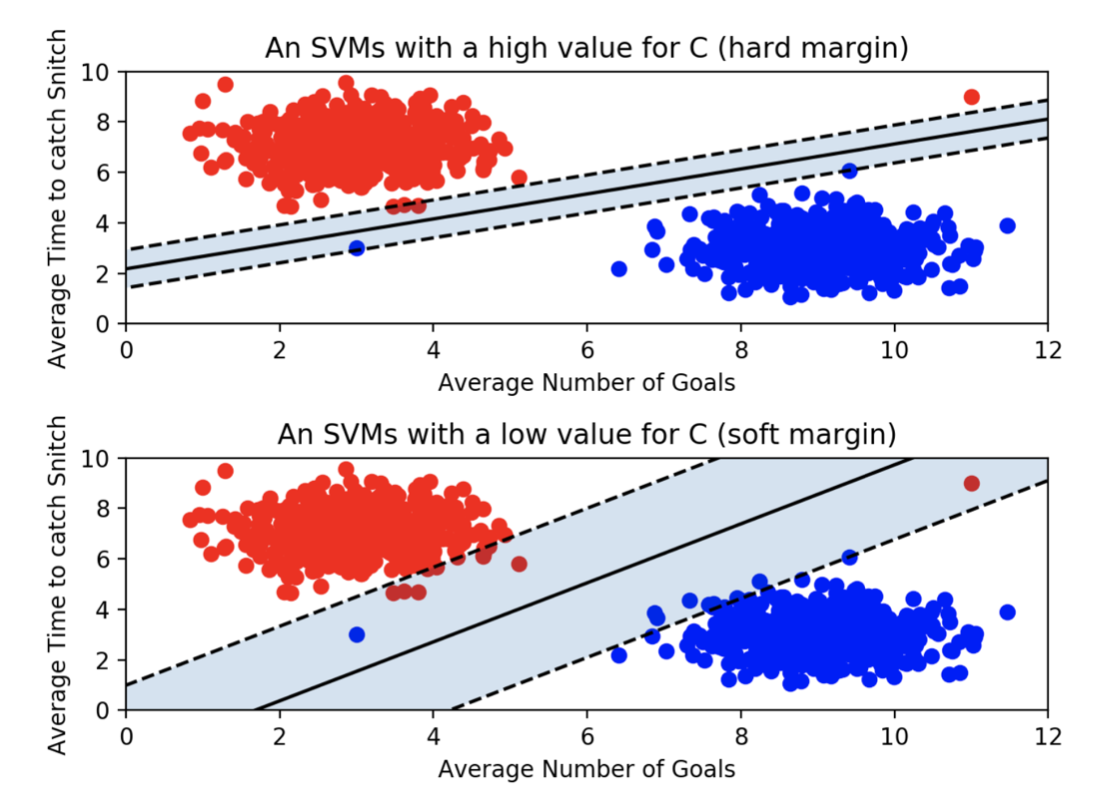 An SVMs with a high value for C (hard margin)
Average Time to catch Snitch
10
8
6
4
2
0
0 2 4 6 8 10 12
Average Number of Goals
An SVMs with a low value for C (soft margin)
Average Time to catch Snitch
10
8
6
4
2
0
0 2 4 6 8 10 12
Average Number of Goals